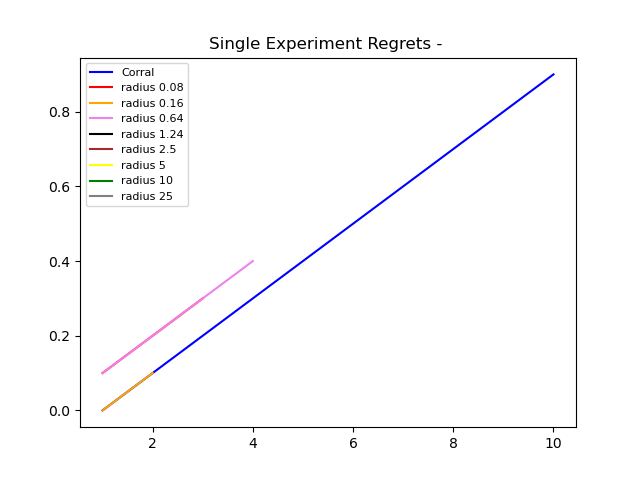 Single Experiment Regrets -
Corral
radius 0.08
radius 0.16
radius 0.64
radius 1.24
radius 2.5
radius 5
radius 10
radius 25
0.8
0.6
0.4
0.2
0.0
2 4 6 8 10